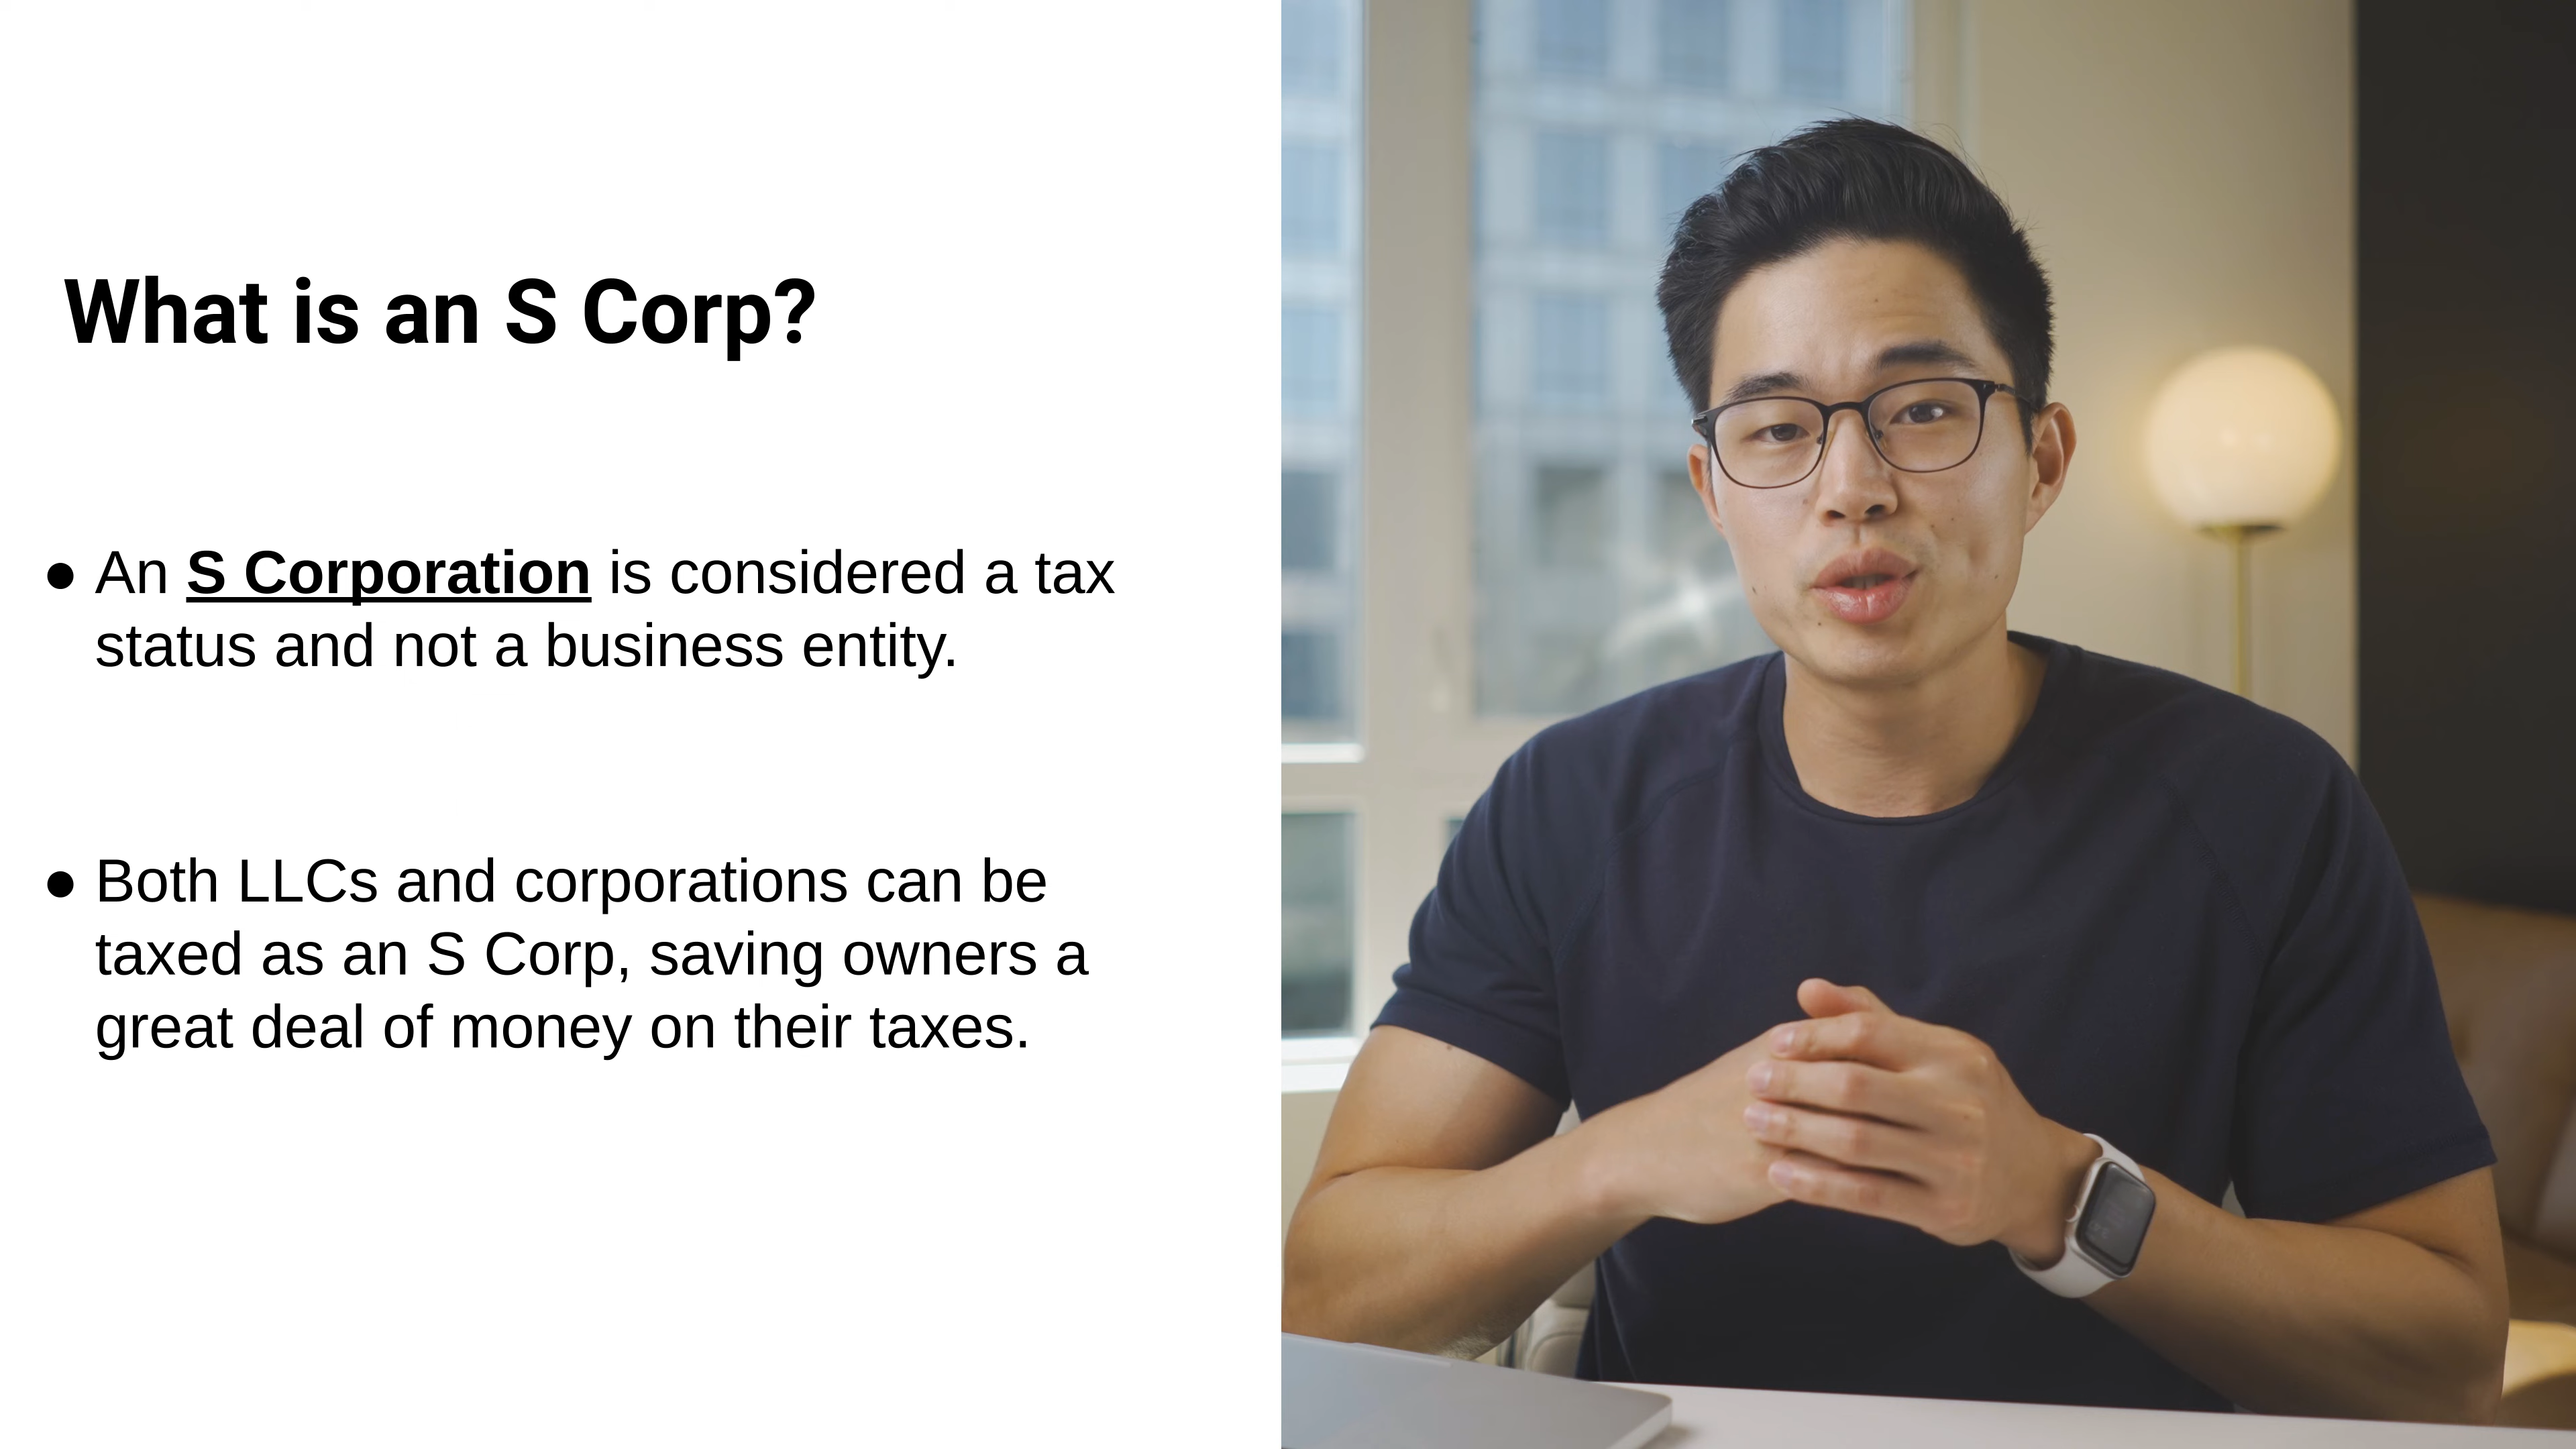 What is an S Corp?
● An S Corporation is considered a tax
status and not a business entity.
● Both LLCs and corporations can be
taxed as an S Corp, saving owners a
great deal of money on their taxes.